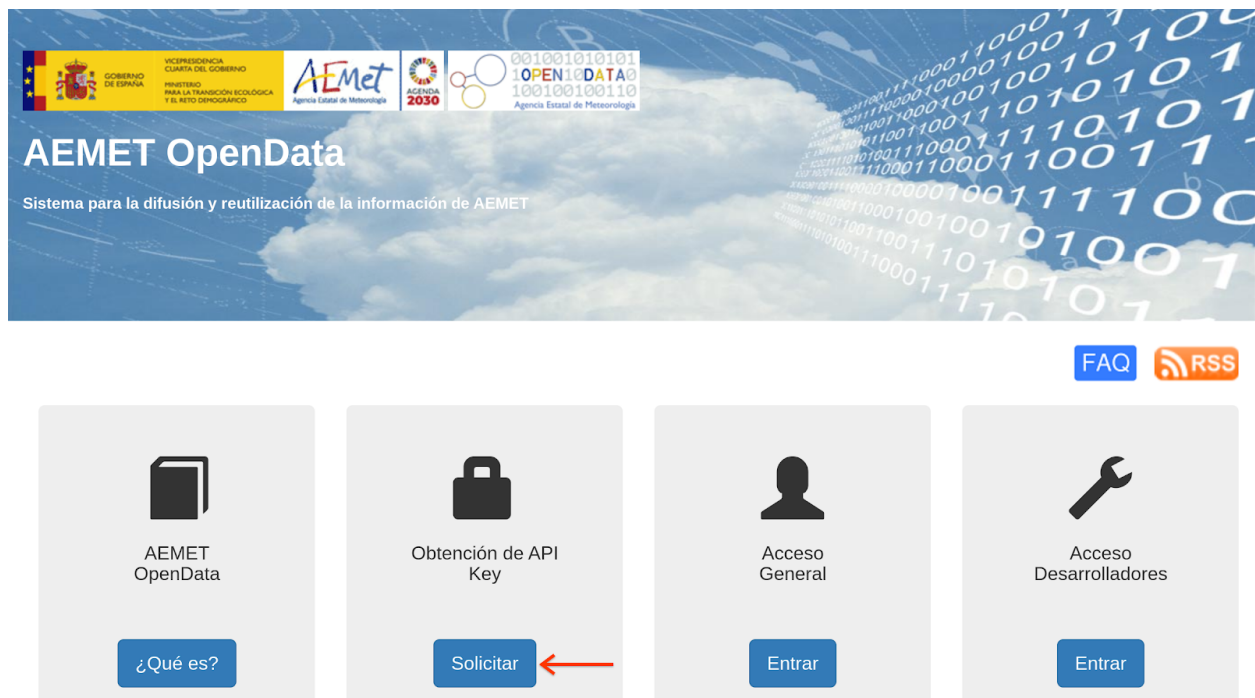 GOBIERNO
DE ESPAÑA
VICEPRESIDENCIA
CUARTA DEL GOBIERNO
MINISTERIO
PARA LA TRANSICIÓN ECOLÓGICA
Y EL RETO DEMOGRÁFICO
AEMet
Agencia Estatal de Meteorología
AGENDA
2030
001001010101
1OPEN10DATA0
100100100110
Agencia Estatal de Meteorología
AEMET OpenData
Sistema para la difusión y reutilización de la información de AEMET
FAQ
RSS
AEMET
OpenData
Obtención de API
Key
Acceso
General
Acceso
Desarrolladores
¿Qué es?
Solicitar
Entrar
Entrar